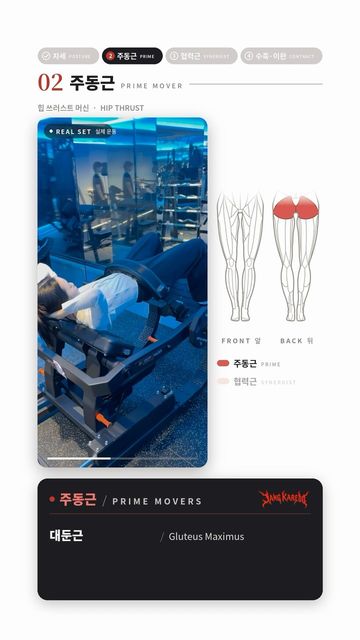 자세 POSTURE
2 주동근 PRIME
3 협력근 SYNERGIST
4 수축·이완 CONTRACT
02 주동근 PRIME MOVER
힙 쓰러스트 머신 · HIP THRUST
REAL SET 실제 운동
FRONT 앞 BACK 뒤
주동근 PRIME
협력근 SYNERGIST
주동근 / PRIME MOVERS
YANG KAREDO
대둔근 / Gluteus Maximus